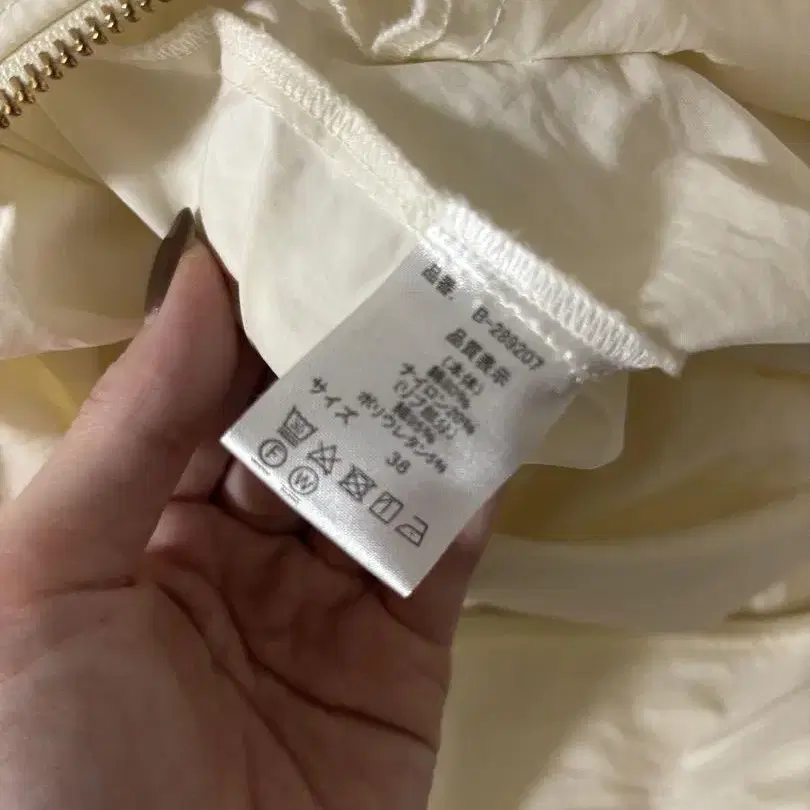 品番. B-289207
品質表示
(本体)
綿80%
ナイロン20%
(リブ部分)
綿95%
ポリウレタン5%
サイズ 38
F W